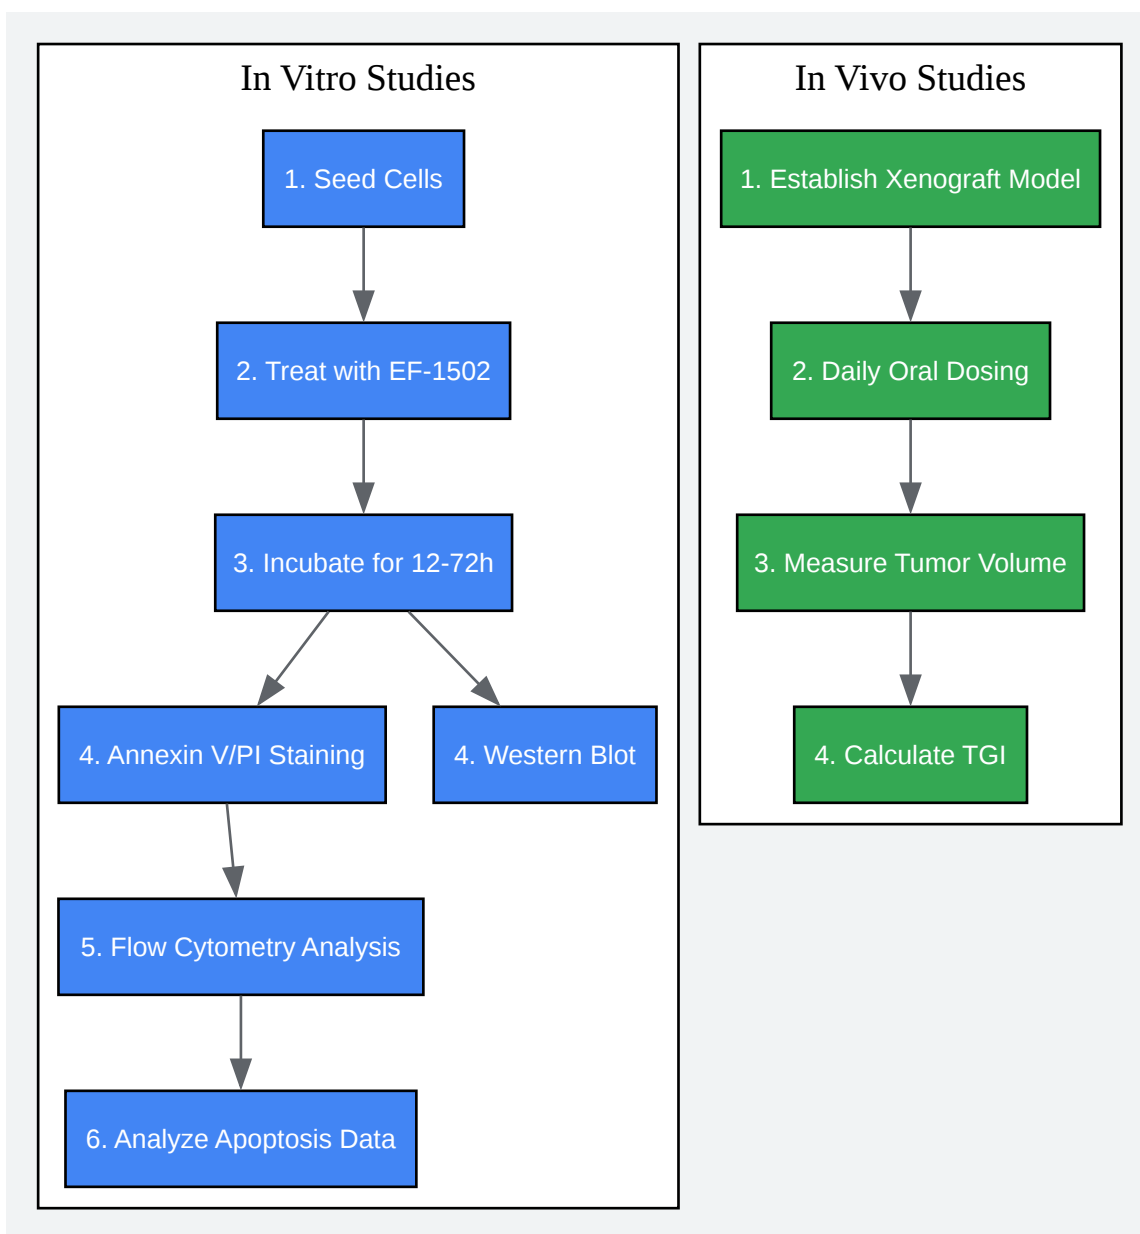 In Vitro Studies
1. Seed Cells
2. Treat with EF-1502
3. Incubate for 12-72h
4. Annexin V/PI Staining
4. Western Blot
5. Flow Cytometry Analysis
6. Analyze Apoptosis Data
In Vivo Studies
1. Establish Xenograft Model
2. Daily Oral Dosing
3. Measure Tumor Volume
4. Calculate TGI